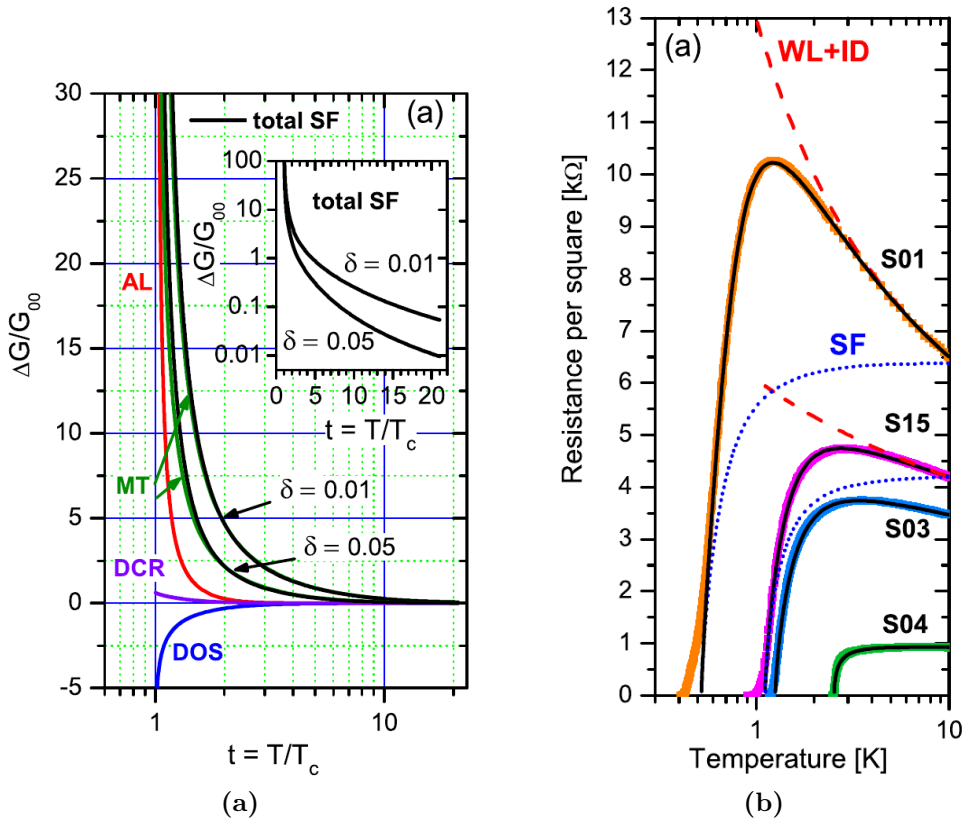 (a)
total SF
30
25
20
15
10
5
0
-5
ΔG/G₀₀
AL
MT
DCR
DOS
δ = 0.01
δ = 0.05
1
10
t = T/T_c
100
10
1
0.1
0.01
ΔG/G₀₀
total SF
δ = 0.01
δ = 0.05
0 5 10 15 20
t = T/T_c
(a)
(a)
13
12
11
10
9
8
7
6
5
4
3
2
1
0
Resistance per square [kΩ]
WL+ID
S01
SF
S15
S03
S04
1
10
Temperature [K]
(b)